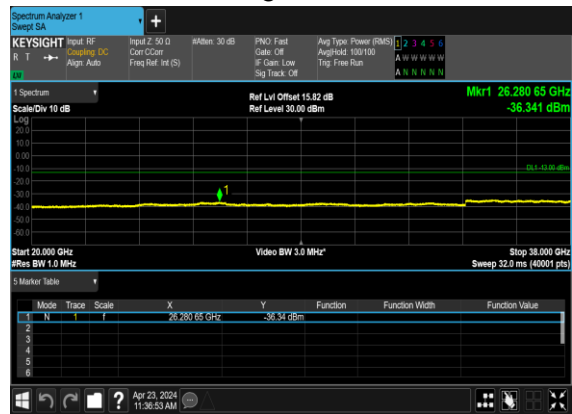 Spectrum Analyzer 1
Swept SA
+
KEYSIGHT Input: RF Input Z: 50 Ω #Atten: 30 dB PNO: Fast Avg Type: Power (RMS) 1 2 3 4 5 6
R T Coupling: DC Corr CCorr Gate: Off Avg|Hold: 100/100 A W W W W W
Align: Auto Freq Ref: Int (S) IF Gain: Low Trig: Free Run
Sig Track: Off A N N N N N
1 Spectrum Ref Lvl Offset 15.82 dB Mkr1 26.280 65 GHz
Scale/Div 10 dB Ref Level 30.00 dBm -36.341 dBm
Log
20.0
10.0
0.00
-10.0 DL1 -13.00 dBm
-20.0
-30.0 1
-40.0
-50.0
-60.0
Start 20.000 GHz Video BW 3.0 MHz* Stop 38.000 GHz
#Res BW 1.0 MHz Sweep 32.0 ms (40001 pts)
5 Marker Table
Mode Trace Scale X Y Function Function Width Function Value
1 N 1 f 26.280 65 GHz -36.34 dBm
2
3
4
5
6
? Apr 23, 2024
11:36:53 AM